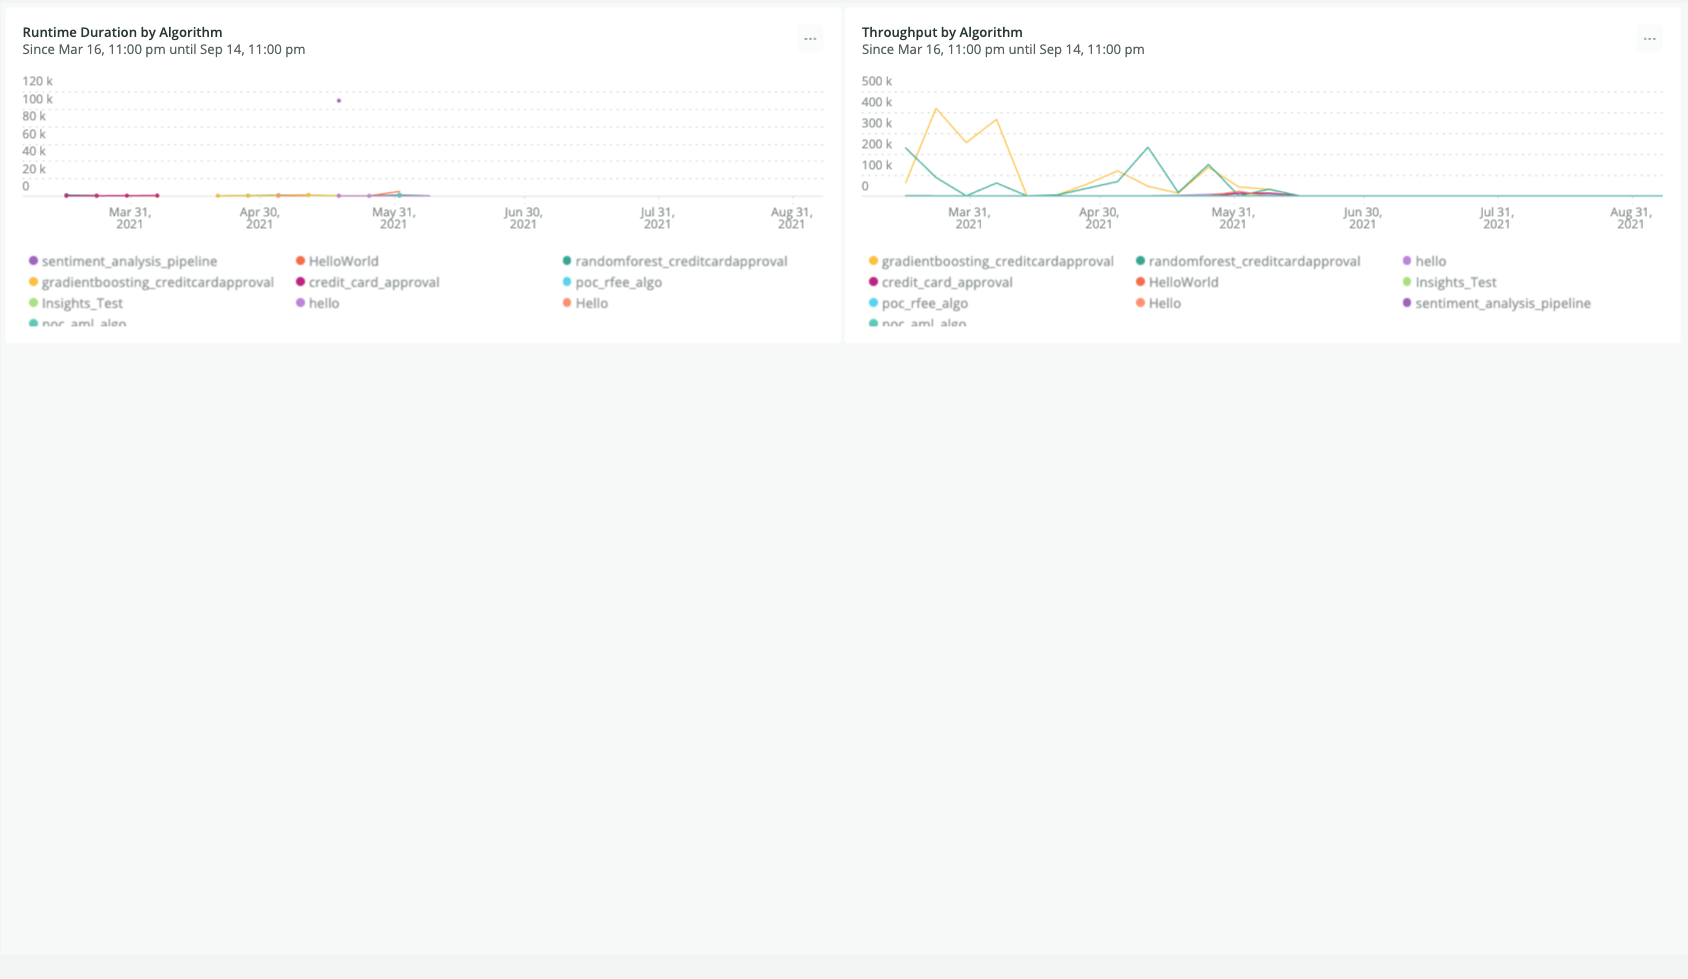 Runtime Duration by Algorithm
Since Mar 16, 11:00 pm until Sep 14, 11:00 pm
...
120 k
100 k
80 k
60 k
40 k
20 k
0
Mar 31, 2021
Apr 30, 2021
May 31, 2021
Jun 30, 2021
Jul 31, 2021
Aug 31, 2021
sentiment_analysis_pipeline
HelloWorld
randomforest_creditcardapproval
gradientboosting_creditcardapproval
credit_card_approval
poc_rfee_algo
Insights_Test
hello
Hello
poc_aml_algo
Throughput by Algorithm
Since Mar 16, 11:00 pm until Sep 14, 11:00 pm
...
500 k
400 k
300 k
200 k
100 k
0
Mar 31, 2021
Apr 30, 2021
May 31, 2021
Jun 30, 2021
Jul 31, 2021
Aug 31, 2021
gradientboosting_creditcardapproval
randomforest_creditcardapproval
hello
credit_card_approval
HelloWorld
Insights_Test
poc_rfee_algo
Hello
sentiment_analysis_pipeline
poc_aml_algo